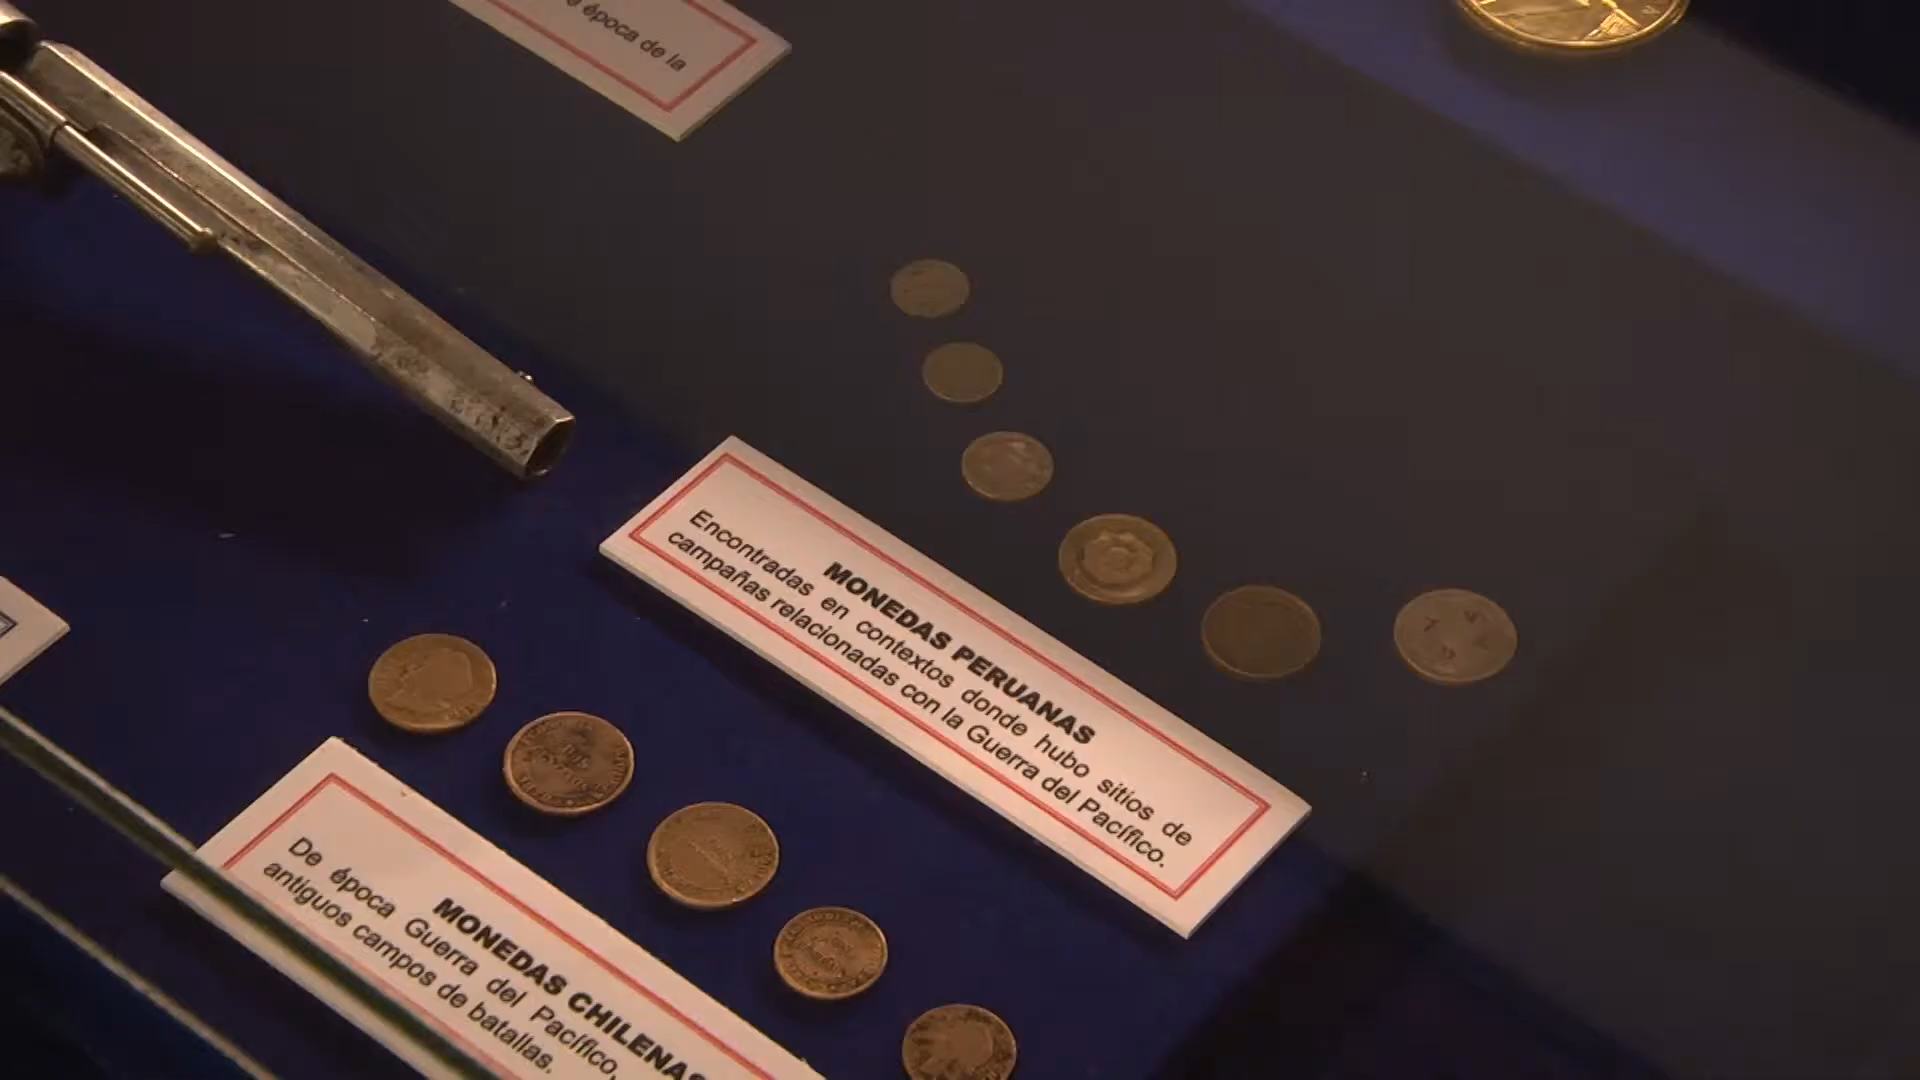 época de la
MONEDAS PERUANAS
Encontradas en contextos donde hubo sitios de
campañas relacionadas con la Guerra del Pacífico.
MONEDAS CHILENAS
De época Guerra del Pacífico,
antiguos campos de batallas.